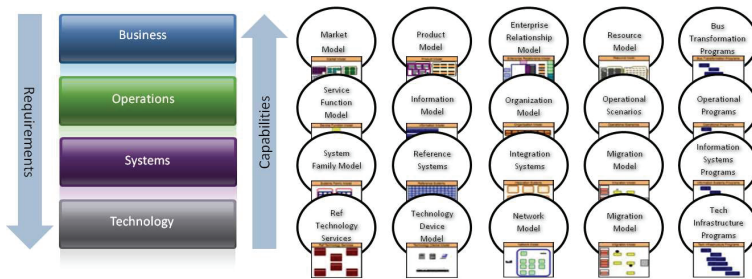 Requirements
Business
Operations
Systems
Technology
Capabilities
Market
Model
Product
Model
Enterprise
Relationship
Model
Resource
Model
Bus
Transformation
Programs
Service
Function
Model
Information
Model
Organization
Model
Operational
Scenarios
Operational
Programs
System
Family Model
Reference
Systems
Integration
Systems
Migration
Model
Information
Systems
Programs
Ref
Technology
Services
Technology
Device
Model
Network
Model
Migration
Model
Tech
Infrastructure
Programs